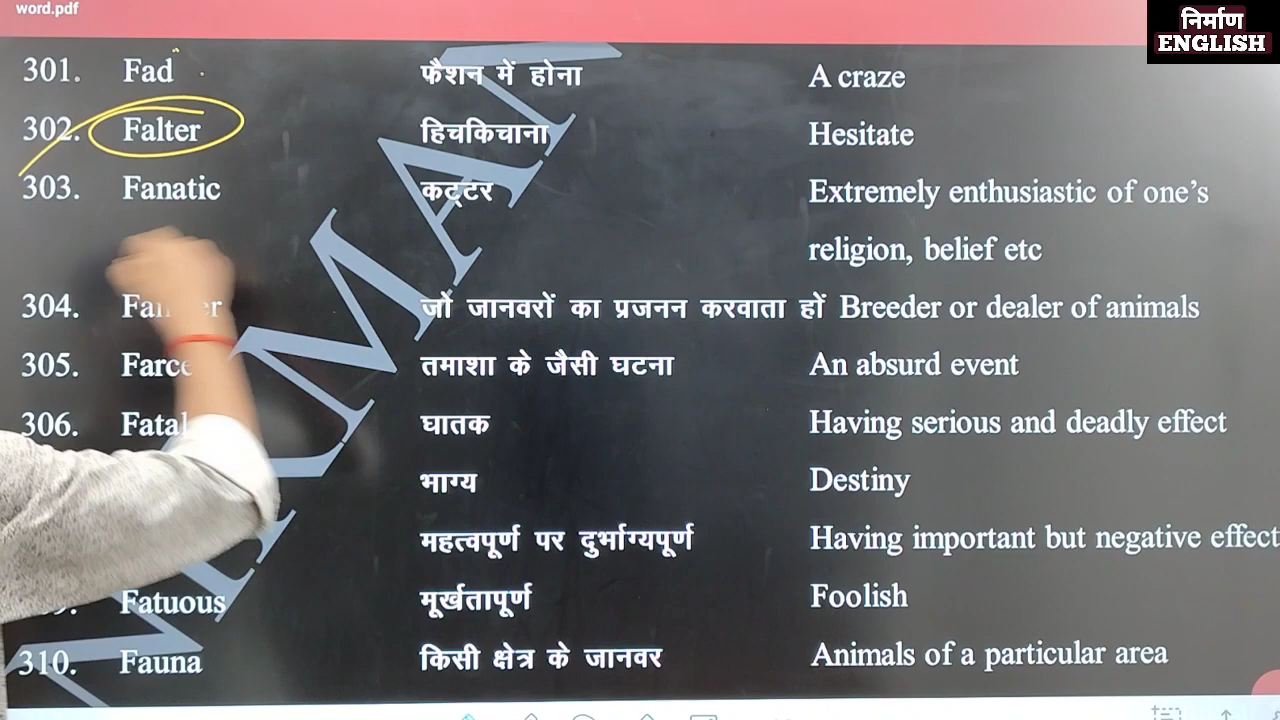 word.pdf
निर्माण
ENGLISH
301. Fad फैशन में होना A craze
302. Falter हिचकिचाना Hesitate
303. Fanatic कट्टर Extremely enthusiastic of one's
religion, belief etc
304. जो जानवरों का प्रजनन करवाता हों Breeder or dealer of animals
305. Farce तमाशा के जैसी घटना An absurd event
306. Fatal घातक Having serious and deadly effect
भाग्य Destiny
महत्वपूर्ण पर दुर्भाग्यपूर्ण Having important but negative effect
Fatuous मूर्खतापूर्ण Foolish
310. Fauna किसी क्षेत्र के जानवर Animals of a particular area